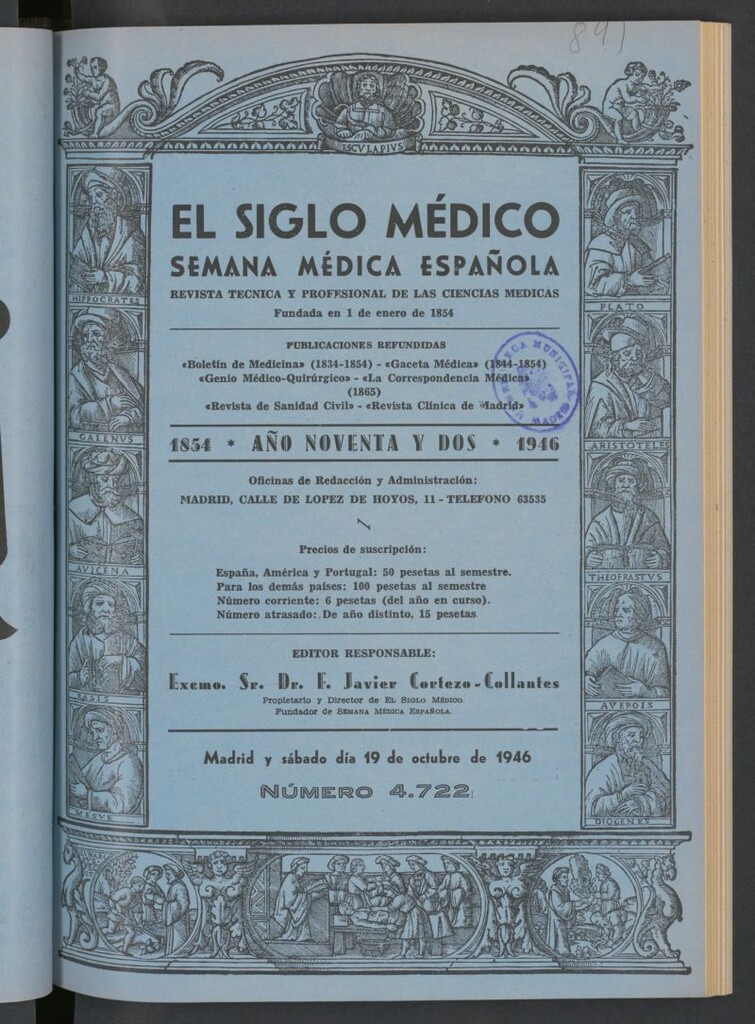 891
ESCVLAPIVS
EL SIGLO MÉDICO
SEMANA MÉDICA ESPAÑOLA
REVISTA TECNICA Y PROFESIONAL DE LAS CIENCIAS MEDICAS
Fundada en 1 de enero de 1854
PUBLICACIONES REFUNDIDAS
«Boletín de Medicina» (1834-1854) - «Gaceta Médica» (1844-1854)
«Genio Médico-Quirúrgico» - «La Correspondencia Médica»
(1865)
«Revista de Sanidad Civil» - «Revista Clínica de Madrid»
MUNICIPAL
MADRID
1854 * AÑO NOVENTA Y DOS * 1946
Oficinas de Redacción y Administración:
MADRID, CALLE DE LOPEZ DE HOYOS, 11 - TELEFONO 63535
Precios de suscripción:
España, América y Portugal: 50 pesetas al semestre.
Para los demás países: 100 pesetas al semestre
Número corriente: 6 pesetas (del año en curso).
Número atrasado: De año distinto, 15 pesetas
EDITOR RESPONSABLE:
Excmo. Sr. Dr. F. Javier Cortezo-Collantes
Propietario y Director de EL SIGLO MÉDICO.
Fundador de SEMANA MÉDICA ESPAÑOLA.
Madrid y sábado día 19 de octubre de 1946
NÚMERO 4.722
HIPPOCRATES
GALENVS
AVICENA
RASIS
MESVE
PLATO
ARISTOTELES
THEOFRASTVS
AVEROIS
DIOGENES